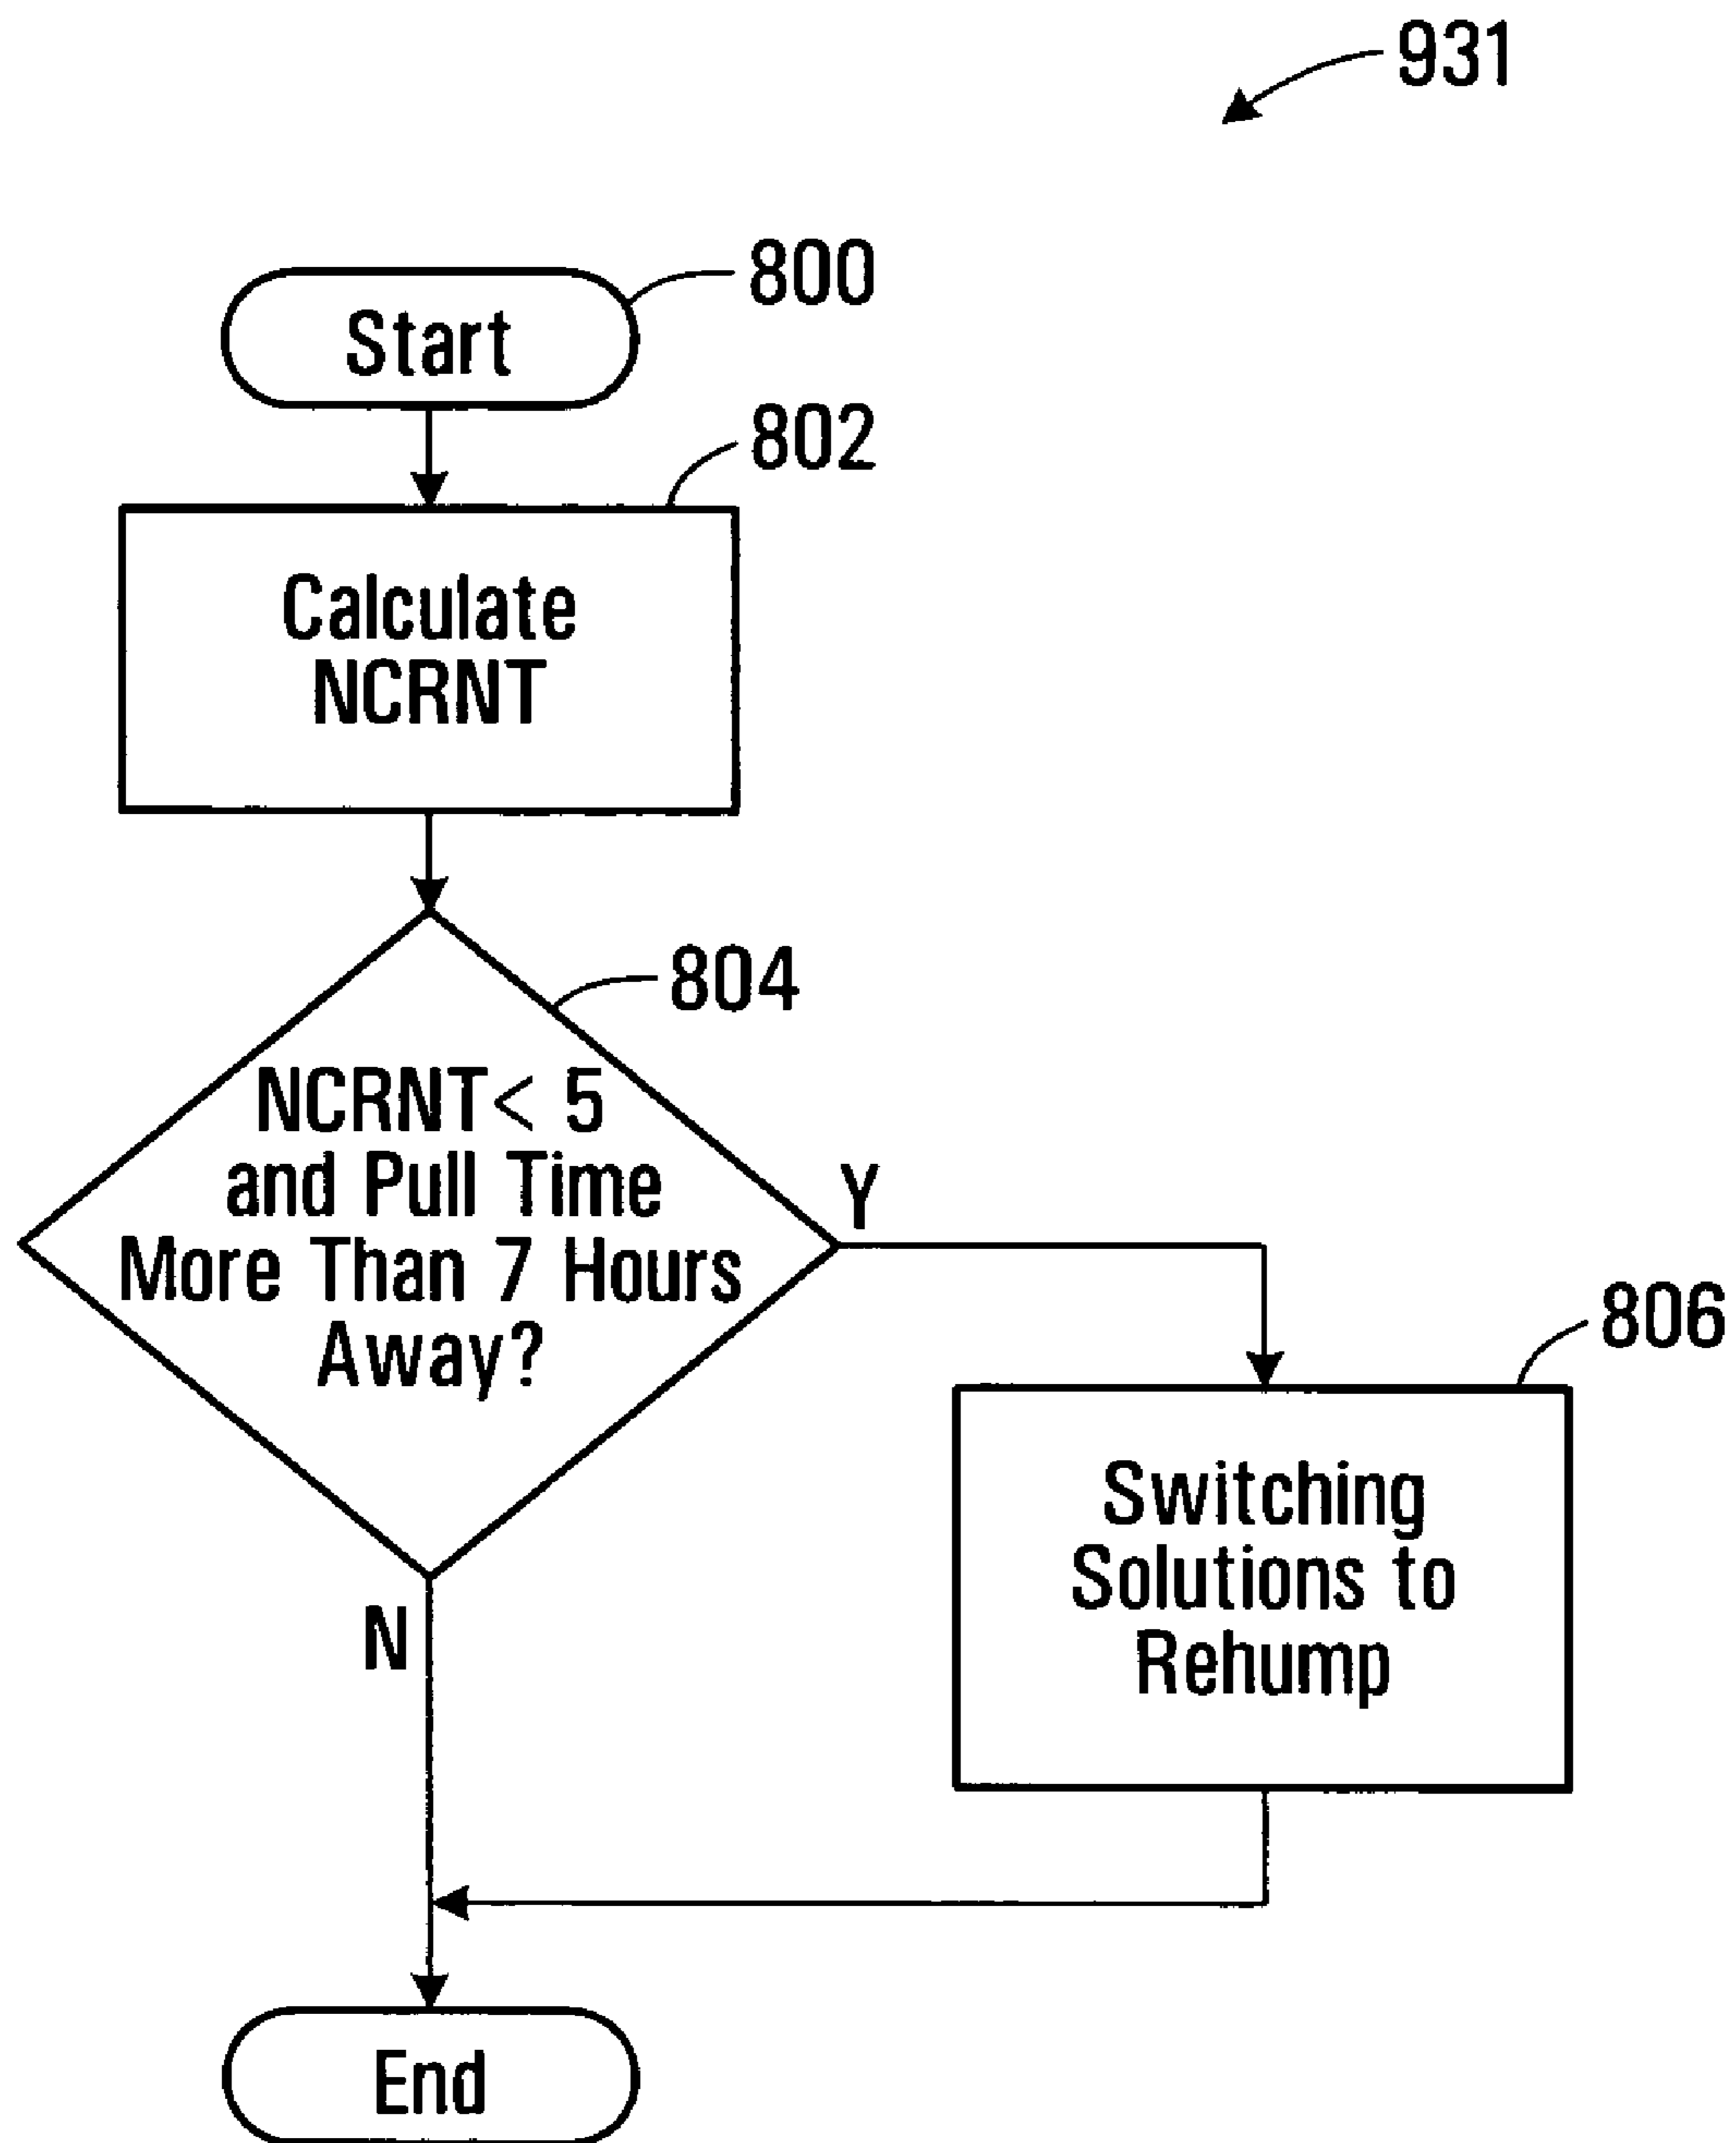 931
800
Start
802
Calculate
NCRNT
804
NCRNT< 5
and Pull Time
More Than 7 Hours
Away?
Y
806
Switching
Solutions to
Rehump
N
End